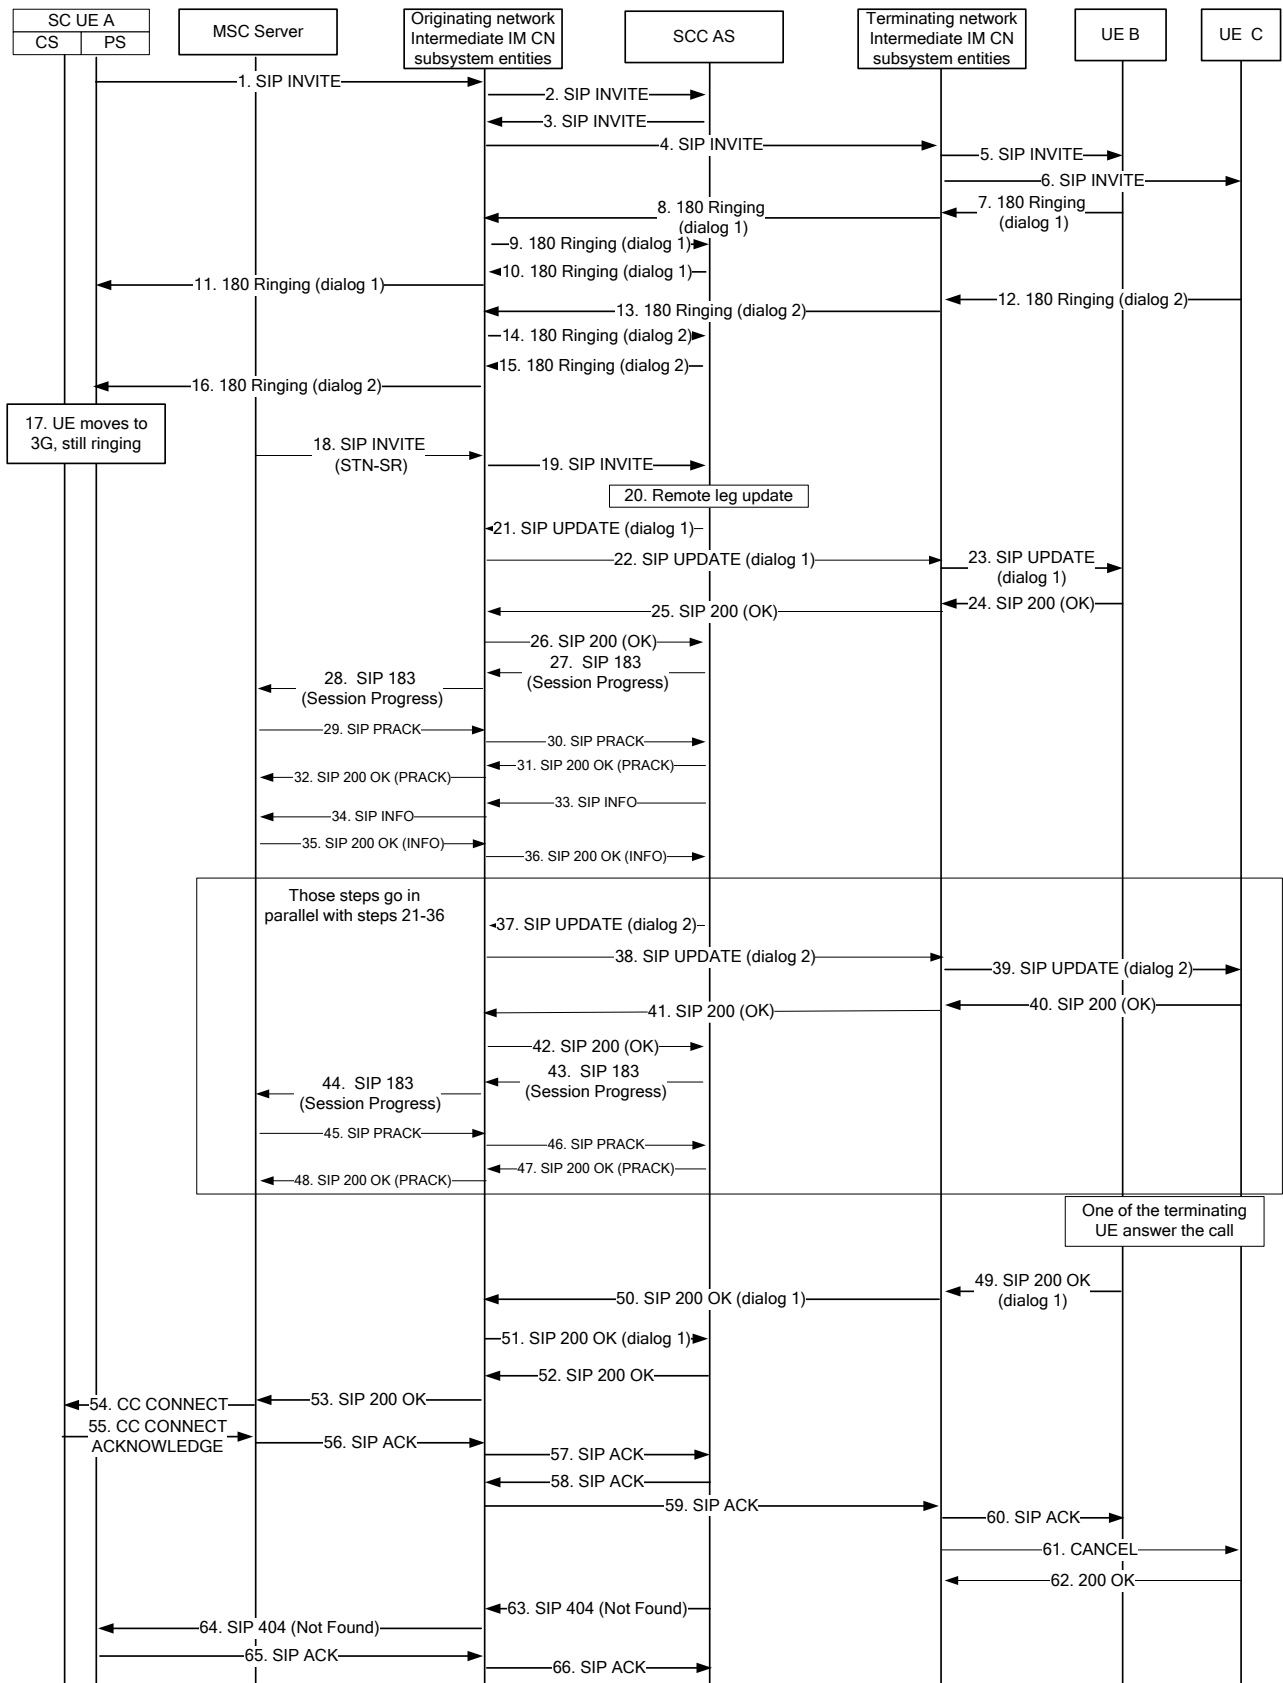 SC UE A
CS
PS
MSC Server
Originating network
Intermediate IM CN
subsystem entities
SCC AS
Terminating network
Intermediate IM CN
subsystem entities
UE B
UE C
1. SIP INVITE
2. SIP INVITE
3. SIP INVITE
4. SIP INVITE
5. SIP INVITE
6. SIP INVITE
7. 180 Ringing
(dialog 1)
8. 180 Ringing
(dialog 1)
9. 180 Ringing (dialog 1)
10. 180 Ringing (dialog 1)
11. 180 Ringing (dialog 1)
12. 180 Ringing (dialog 2)
13. 180 Ringing (dialog 2)
14. 180 Ringing (dialog 2)
15. 180 Ringing (dialog 2)
16. 180 Ringing (dialog 2)
17. UE moves to
3G, still ringing
18. SIP INVITE
(STN-SR)
19. SIP INVITE
20. Remote leg update
21. SIP UPDATE (dialog 1)
22. SIP UPDATE (dialog 1)
23. SIP UPDATE
(dialog 1)
24. SIP 200 (OK)
25. SIP 200 (OK)
26. SIP 200 (OK)
27. SIP 183
(Session Progress)
28. SIP 183
(Session Progress)
29. SIP PRACK
30. SIP PRACK
31. SIP 200 OK (PRACK)
32. SIP 200 OK (PRACK)
33. SIP INFO
34. SIP INFO
35. SIP 200 OK (INFO)
36. SIP 200 OK (INFO)
Those steps go in
parallel with steps 21-36
37. SIP UPDATE (dialog 2)
38. SIP UPDATE (dialog 2)
39. SIP UPDATE (dialog 2)
40. SIP 200 (OK)
41. SIP 200 (OK)
42. SIP 200 (OK)
43. SIP 183
(Session Progress)
44. SIP 183
(Session Progress)
45. SIP PRACK
46. SIP PRACK
47. SIP 200 OK (PRACK)
48. SIP 200 OK (PRACK)
One of the terminating
UE answer the call
49. SIP 200 OK
(dialog 1)
50. SIP 200 OK (dialog 1)
51. SIP 200 OK (dialog 1)
52. SIP 200 OK
53. SIP 200 OK
54. CC CONNECT
55. CC CONNECT
ACKNOWLEDGE
56. SIP ACK
57. SIP ACK
58. SIP ACK
59. SIP ACK
60. SIP ACK
61. CANCEL
62. 200 OK
63. SIP 404 (Not Found)
64. SIP 404 (Not Found)
65. SIP ACK
66. SIP ACK